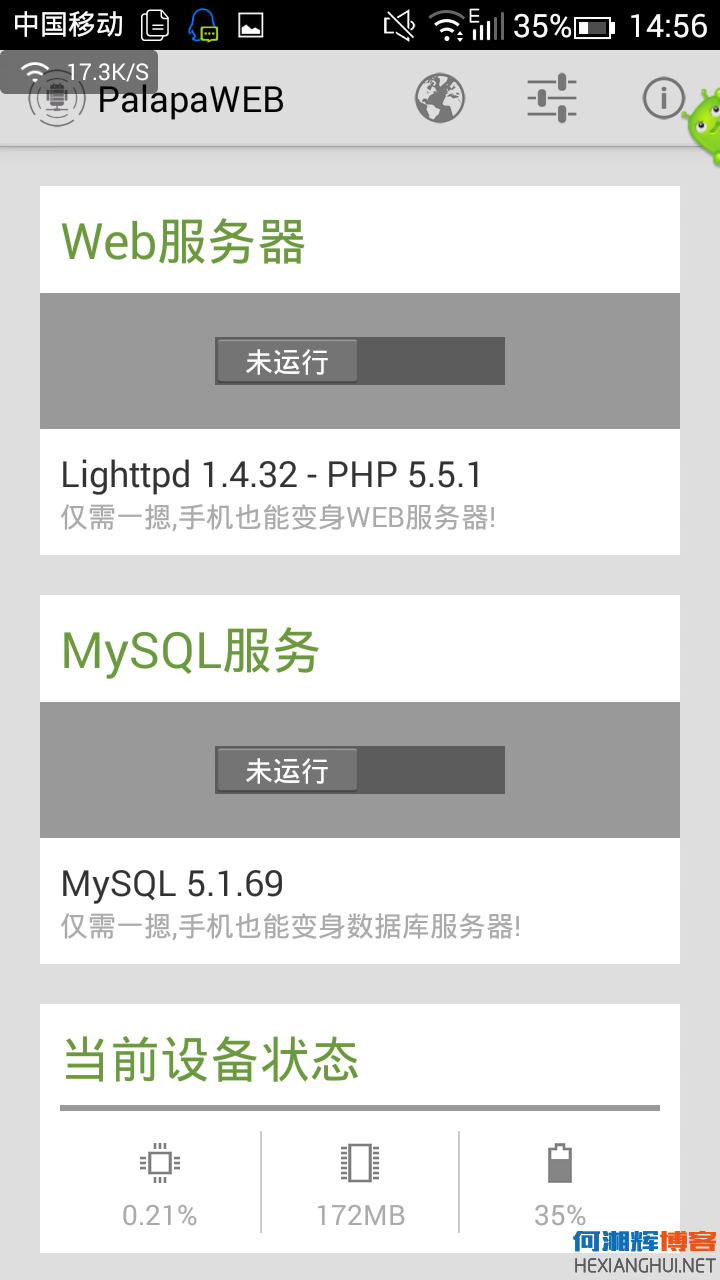 中国移动 E 35% 14:56
17.3K/S
PalapaWEB
Web服务器
未运行
Lighttpd 1.4.32 - PHP 5.5.1
仅需一摁,手机也能变身WEB服务器!
MySQL服务
未运行
MySQL 5.1.69
仅需一摁,手机也能变身数据库服务器!
当前设备状态
0.21% 172MB 35%
何湘辉博客
HEXIANGHUI.NET